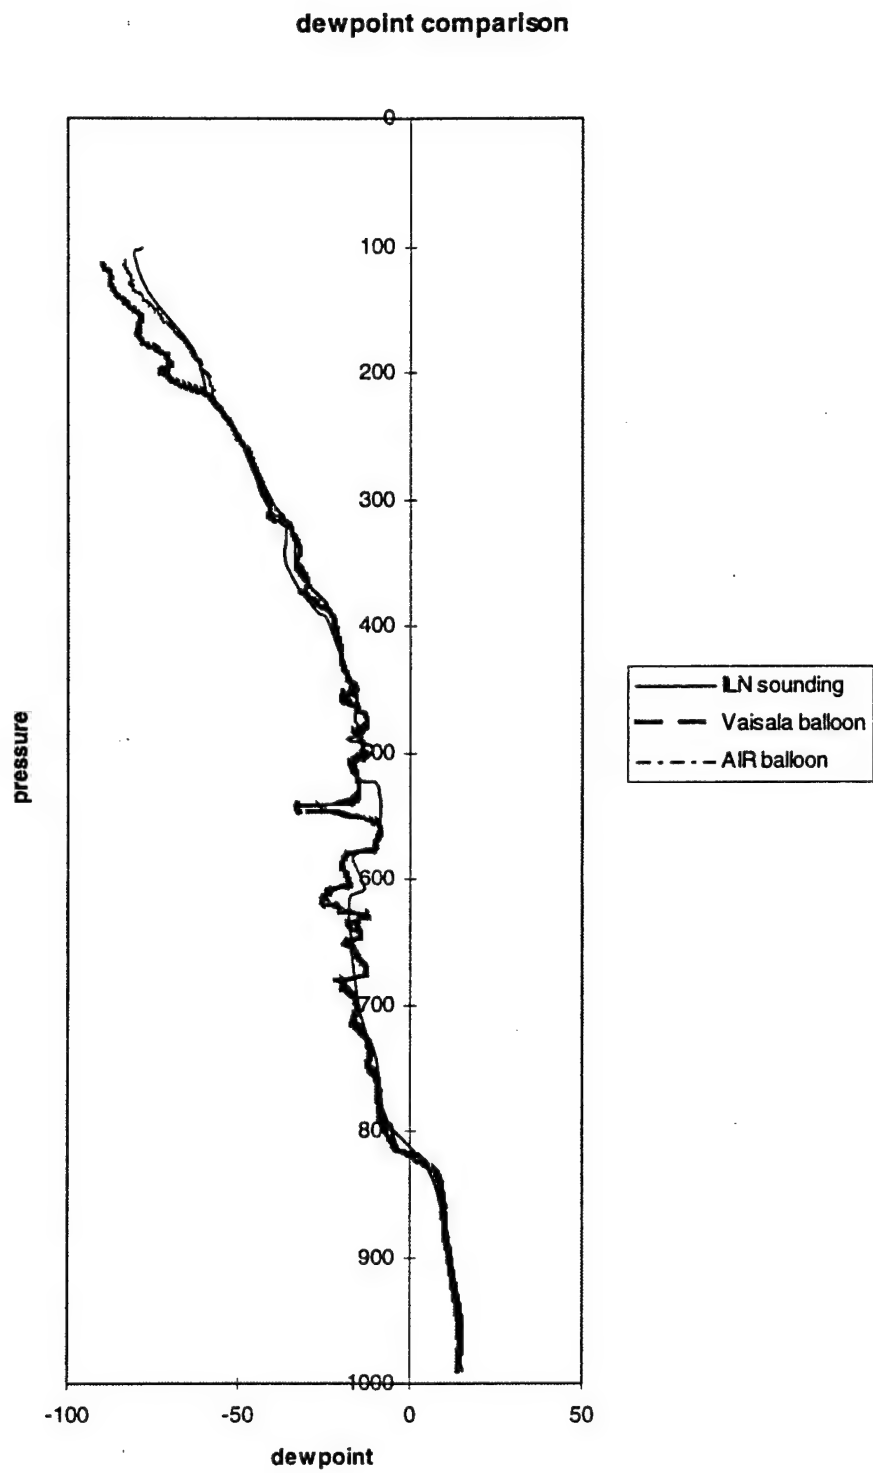 dewpoint comparison
0
100
200
300
400
500
600
700
800
900
1000
-100 -50 0 50
dewpoint
pressure
ILN sounding
Vaisala balloon
AIR balloon